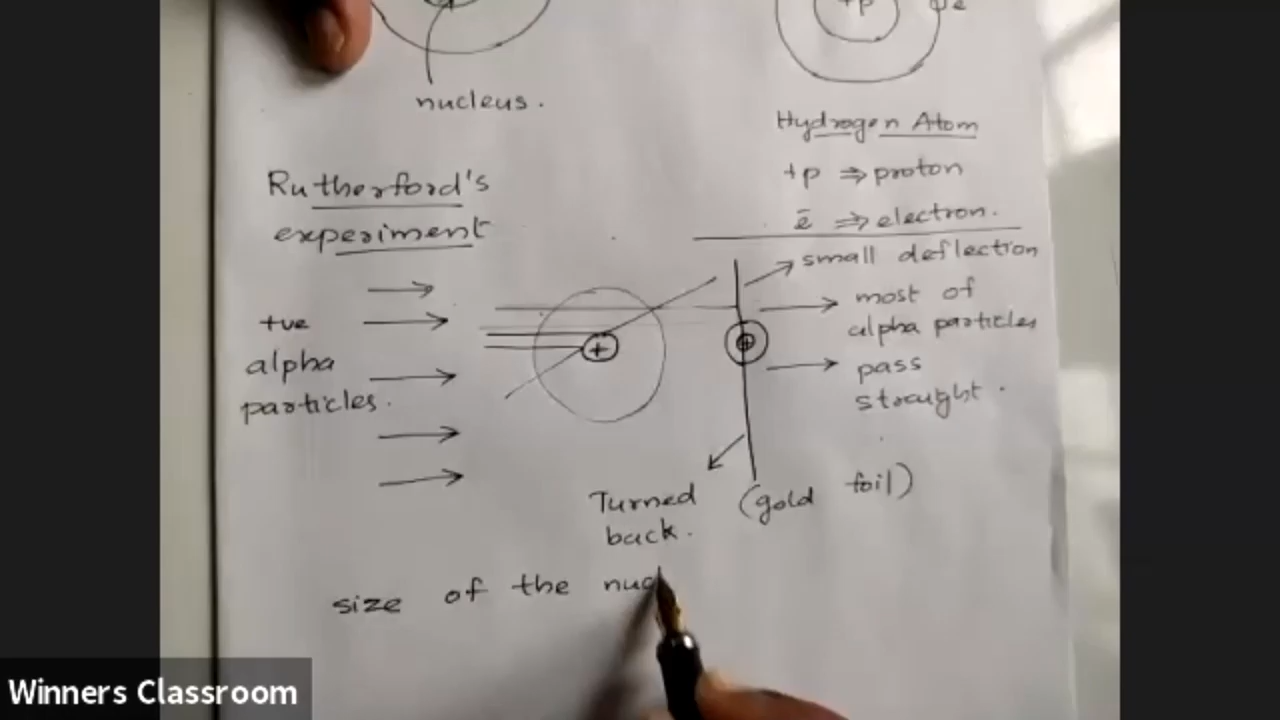 +p
e
nucleus.
Hydrogen Atom
+p ⇒ proton
ē ⇒ electron.
Rutherford's
experiment
+ve
alpha
particles.
+
+
small deflection
most of
alpha particles
pass
straught.
Turned
back.
(gold foil)
size of the nuc
Winners Classroom